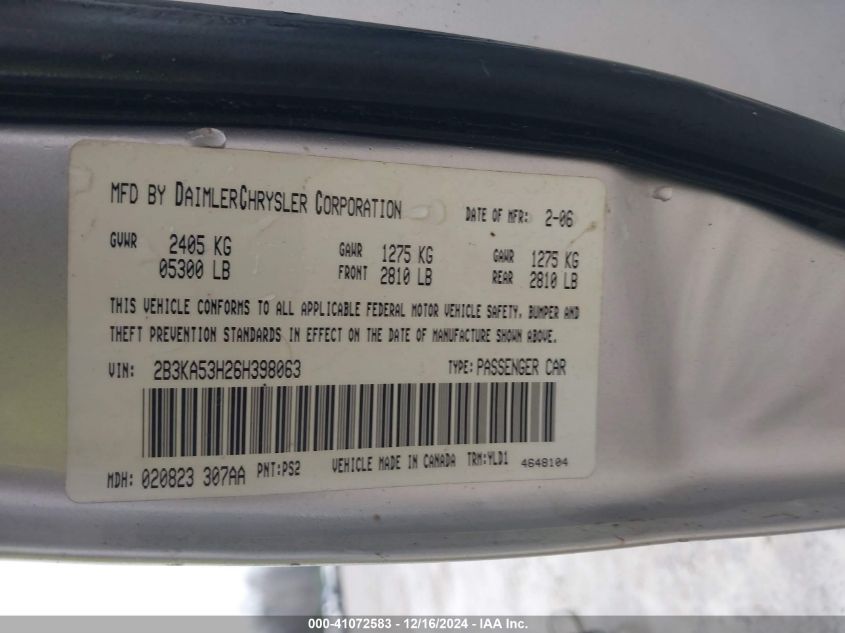 MFD BY DAIMLERCHRYSLER CORPORATION DATE OF MFR: 2-06
GVWR 2405 KG GAWR 1275 KG GAWR 1275 KG
05300 LB FRONT 2810 LB REAR 2810 LB
THIS VEHICLE CONFORMS TO ALL APPLICABLE FEDERAL MOTOR VEHICLE SAFETY, BUMPER AND
THEFT PREVENTION STANDARDS IN EFFECT ON THE DATE OF MANUFACTURE SHOWN ABOVE.
VIN: 2B3KA53H26H398063 TYPE: PASSENGER CAR
MDH: 020823 307AA PNT:PS2 VEHICLE MADE IN CANADA TRM:YLD1 4648104
000-41072583 - 12/16/2024 - IAA Inc.